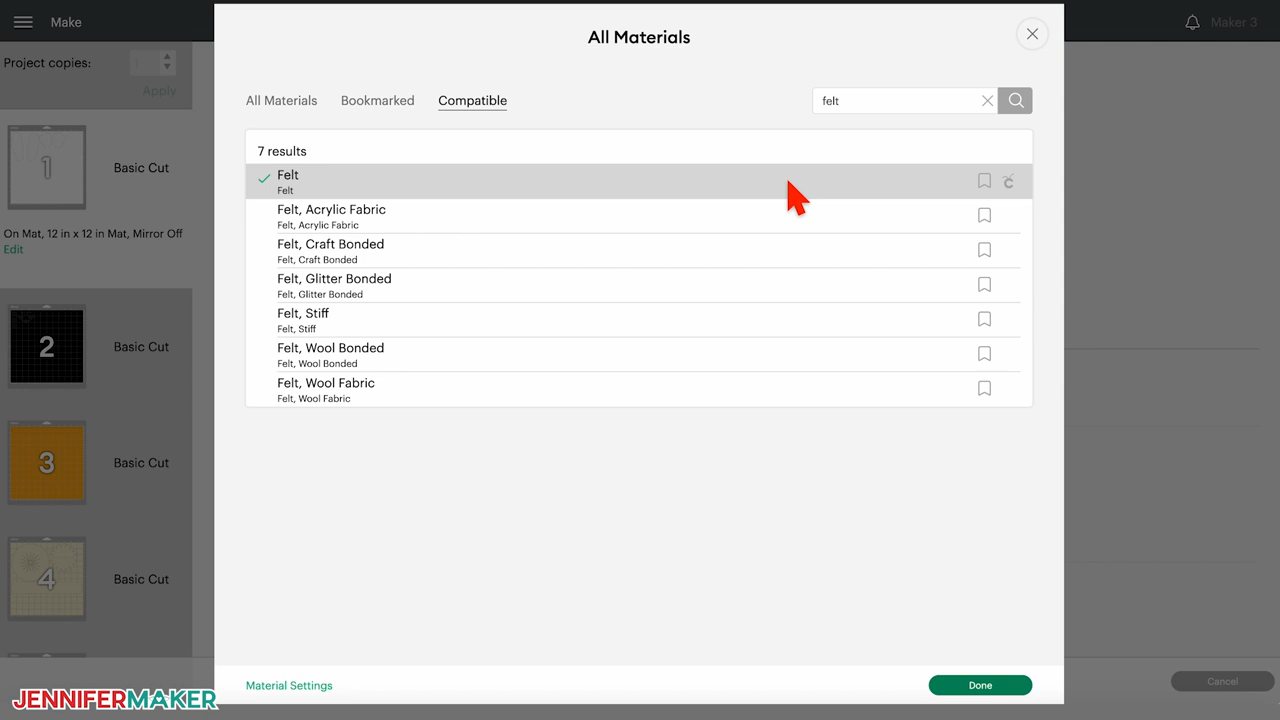 Make
Maker 3
Project copies:
Apply
1
Basic Cut
On Mat, 12 in x 12 in Mat, Mirror Off
Edit
2
Basic Cut
3
Basic Cut
4
Basic Cut
All Materials
All Materials
Bookmarked
Compatible
felt
7 results
Felt
Felt
Felt, Acrylic Fabric
Felt, Acrylic Fabric
Felt, Craft Bonded
Felt, Craft Bonded
Felt, Glitter Bonded
Felt, Glitter Bonded
Felt, Stiff
Felt, Stiff
Felt, Wool Bonded
Felt, Wool Bonded
Felt, Wool Fabric
Felt, Wool Fabric
Material Settings
Done
Cancel
JENNIFERMAKER